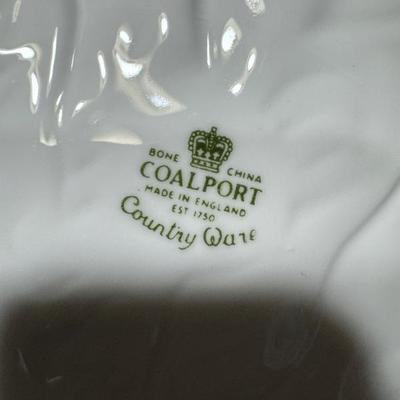 BONE CHINA
COALPORT
MADE IN ENGLAND
EST 1750
Country Ware